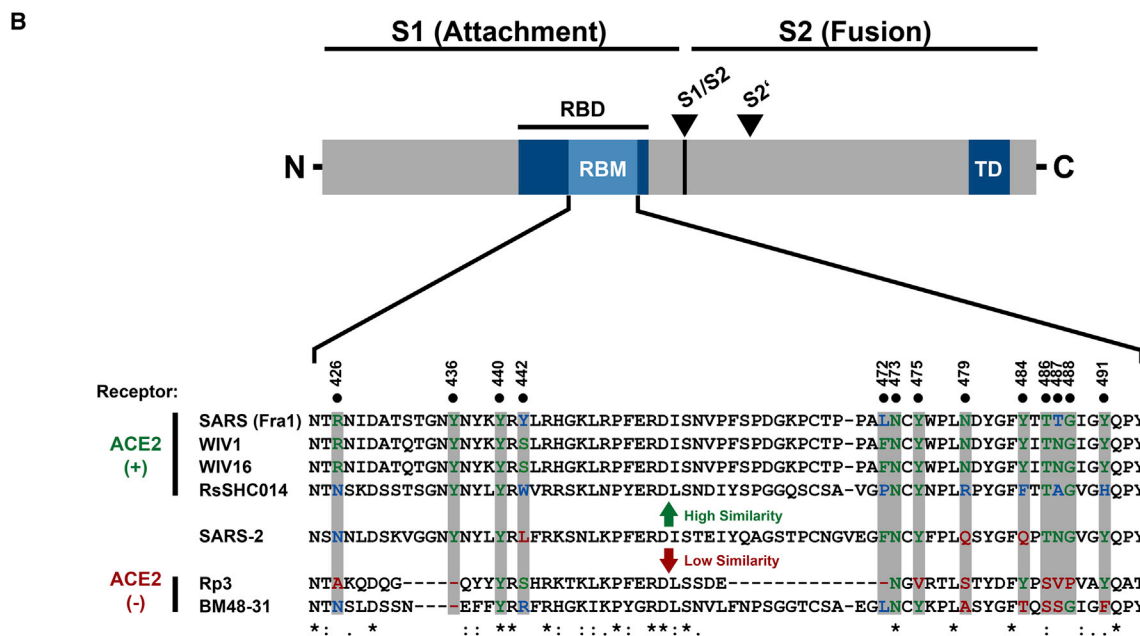 B
S1 (Attachment) S2 (Fusion)
RBD S1/S2 S2‘
N RBM TD C
Receptor: 426 436 440 442 472 473 475 479 484 486 487 488 491
SARS (Fra1) NTRNIDATSTGNYNYKYRYLRHGKLRPFERDISNVPFSPDGKPCTP-PALNCYWPLNDYGFYTTTGIGYQPY
ACE2 (+) WIV1 NTRNIDATQTGNYNYKYRSLRHGKLRPFERDISNVPFSPDGKPCTP-PAFNCYWPLNDYGFYITNGIGYQPY
WIV16 NTRNIDATQTGNYNYKYRSLRHGKLRPFERDISNVPFSPDGKPCTP-PAFNCYWPLNDYGFYITNGIGYQPY
RsSHC014 NTNSKDSSTSGNYNYLYRWVRRSKLNPYERDLSNDIYSPGGQSCSA-VGPNCYNPLRPYGFFTTAGVGHQPY
High Similarity
SARS-2 NSNNLDSKVGGNYNYLYRLFRKSNLKPFERDISTEIYQAGSTPCNGVEGFNCYFPLQSYGFQPTNGVGYQPY
Low Similarity
ACE2 (-) Rp3 NTAKQDQG-----QYYYRSHRKTKLKPFERDLSSDE-------------NGVRTLSTYDFYPSVPVAYQAT
BM48-31 NTNSLDSSN----EFFYRRFRHGKIKPYGRDLSNVLFNPSGGTCSA-EGLNCYKPLASYGFTQSSGIGFQPY